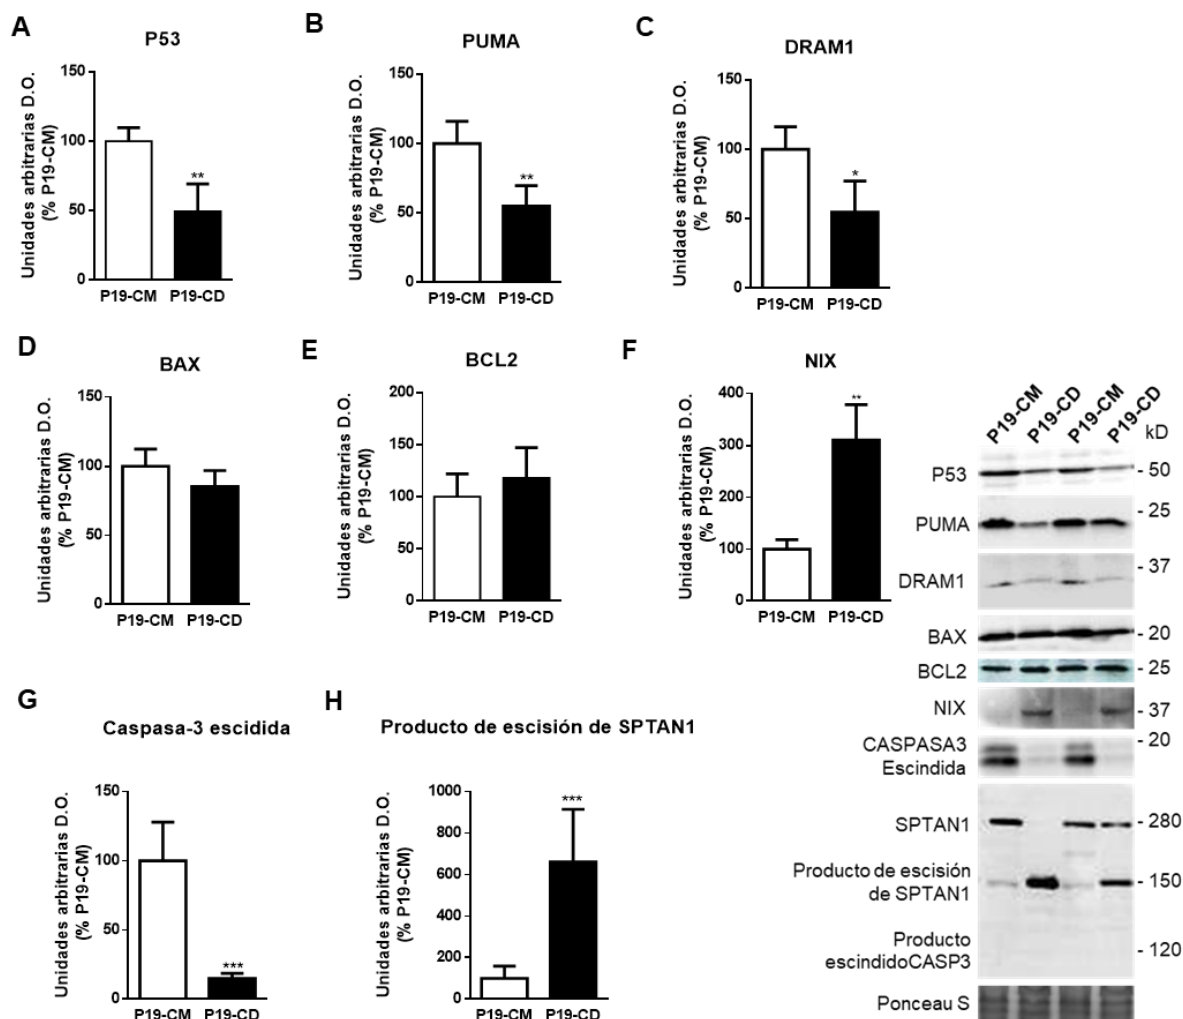 A
P53
Unidades arbitrarias D.O.
(% P19-CM)
150
100
50
0
P19-CM P19-CD
**
B
PUMA
Unidades arbitrarias D.O.
(% P19-CM)
150
100
50
0
P19-CM P19-CD
**
C
DRAM1
Unidades arbitrarias D.O.
(% P19-CM)
150
100
50
0
P19-CM P19-CD
*
D
BAX
Unidades arbitrarias D.O.
(% P19-CM)
150
100
50
0
P19-CM P19-CD
E
BCL2
Unidades arbitrarias D.O.
(% P19-CM)
200
150
100
50
0
P19-CM P19-CD
F
NIX
Unidades arbitrarias D.O.
(% P19-CM)
400
300
200
100
0
P19-CM P19-CD
**
G
Caspasa-3 escidida
Unidades arbitrarias D.O.
(% P19-CM)
150
100
50
0
P19-CM P19-CD
***
H
Producto de escisión de SPTAN1
Unidades arbitrarias D.O.
(% P19-CM)
1000
800
600
400
200
0
P19-CM P19-CD
***
P19-CM P19-CD P19-CM P19-CD
kD
P53 - 50
PUMA - 25
DRAM1 - 37
BAX - 20
BCL2 - 25
NIX - 37
CASPASA3 - 20
Escindida
SPTAN1 - 280
Producto de escisión - 150
de SPTAN1
Producto - 120
escindidoCASP3
Ponceau S